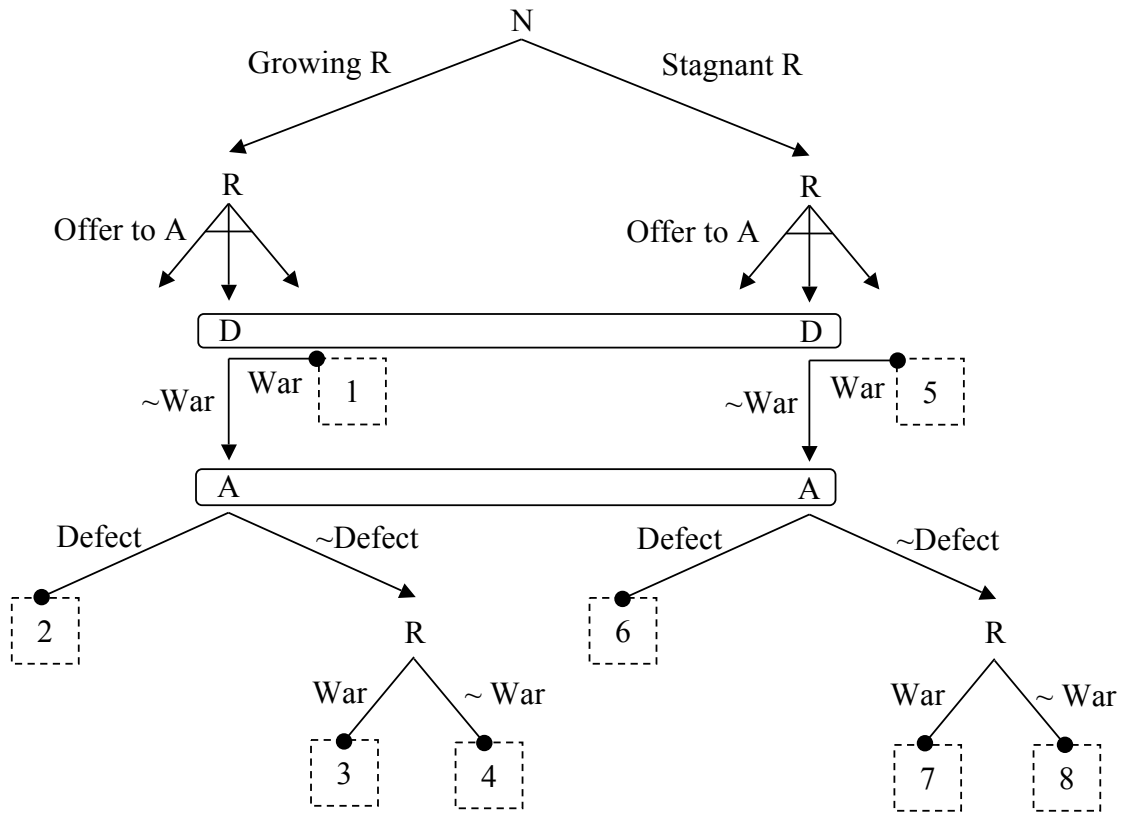 N
Growing R
Stagnant R
R
R
Offer to A
Offer to A
D
D
War
1
War
5
~War
~War
A
A
Defect
~Defect
Defect
~Defect
2
R
6
R
War
~ War
War
~ War
3
4
7
8